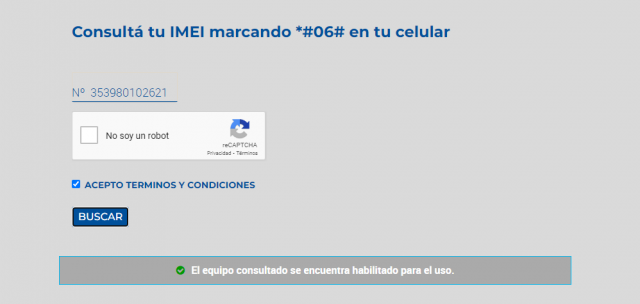 Consultá tu IMEI marcando *#06# en tu celular
Nº 353980102621
No soy un robot
reCAPTCHA
Privacidad - Términos
ACEPTO TERMINOS Y CONDICIONES
BUSCAR
El equipo consultado se encuentra habilitado para el uso.